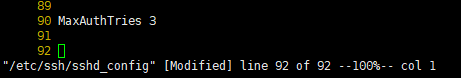 89
90 MaxAuthTries 3
91
92
"/etc/ssh/sshd_config" [Modified] line 92 of 92 --100%-- col 1